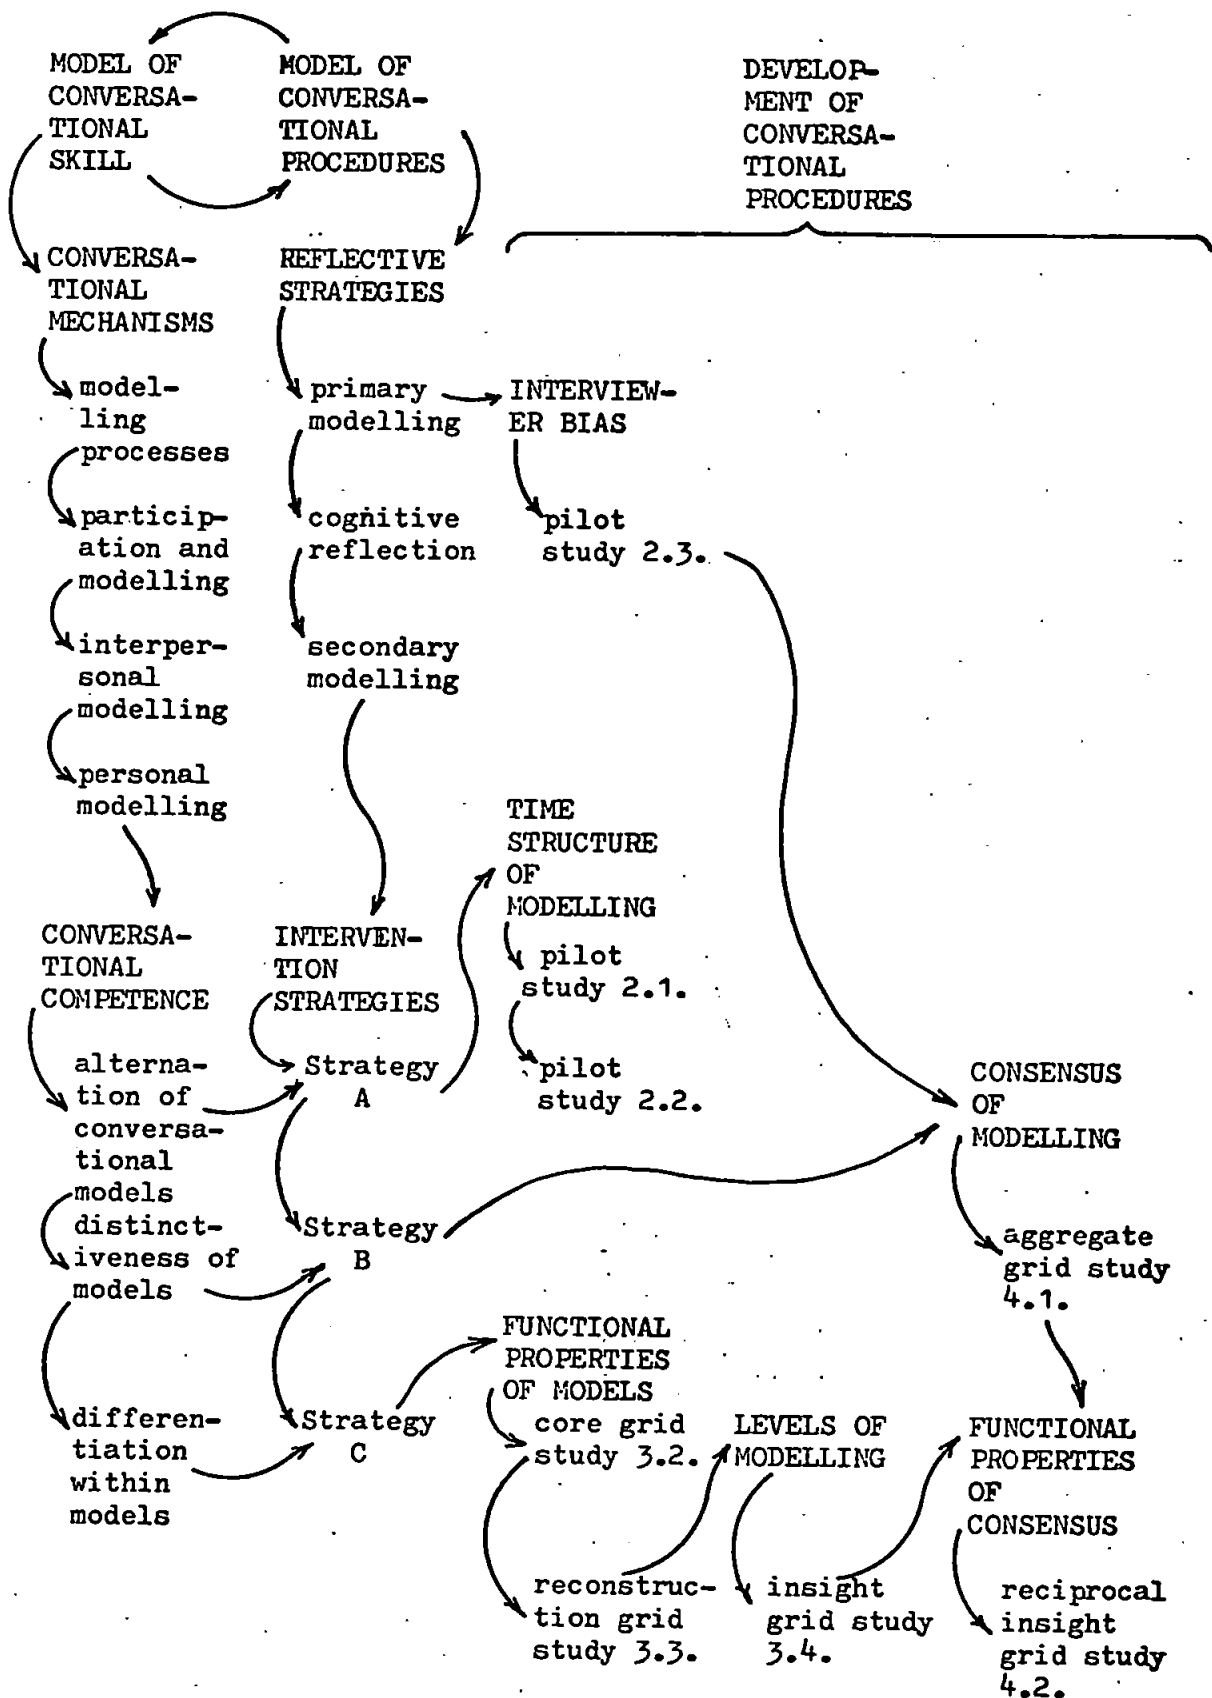 MODEL OF
CONVERSA-
TIONAL
SKILL
MODEL OF
CONVERSA-
TIONAL
PROCEDURES
DEVELOP-
MENT OF
CONVERSA-
TIONAL
PROCEDURES
CONVERSA-
TIONAL
MECHANISMS
model-
ling
processes
particip-
ation and
modelling
interper-
sonal
modelling
personal
modelling
REFLECTIVE
STRATEGIES
primary
modelling
cognitive
reflection
secondary
modelling
INTERVIEW-
ER BIAS
pilot
study 2.3.
CONVERSA-
TIONAL
COMPETENCE
alterna-
tion of
conversa-
tional
models
distinct-
iveness of
models
differen-
tiation
within
models
INTERVEN-
TION
STRATEGIES
Strategy
A
Strategy
B
Strategy
C
TIME
STRUCTURE
OF
MODELLING
pilot
study 2.1.
pilot
study 2.2.
FUNCTIONAL
PROPERTIES
OF MODELS
core grid
study 3.2.
reconstruc-
tion grid
study 3.3.
LEVELS OF
MODELLING
insight
grid study
3.4.
CONSENSUS
OF
MODELLING
aggregate
grid study
4.1.
FUNCTIONAL
PROPERTIES
OF
CONSENSUS
reciprocal
insight
grid study
4.2.